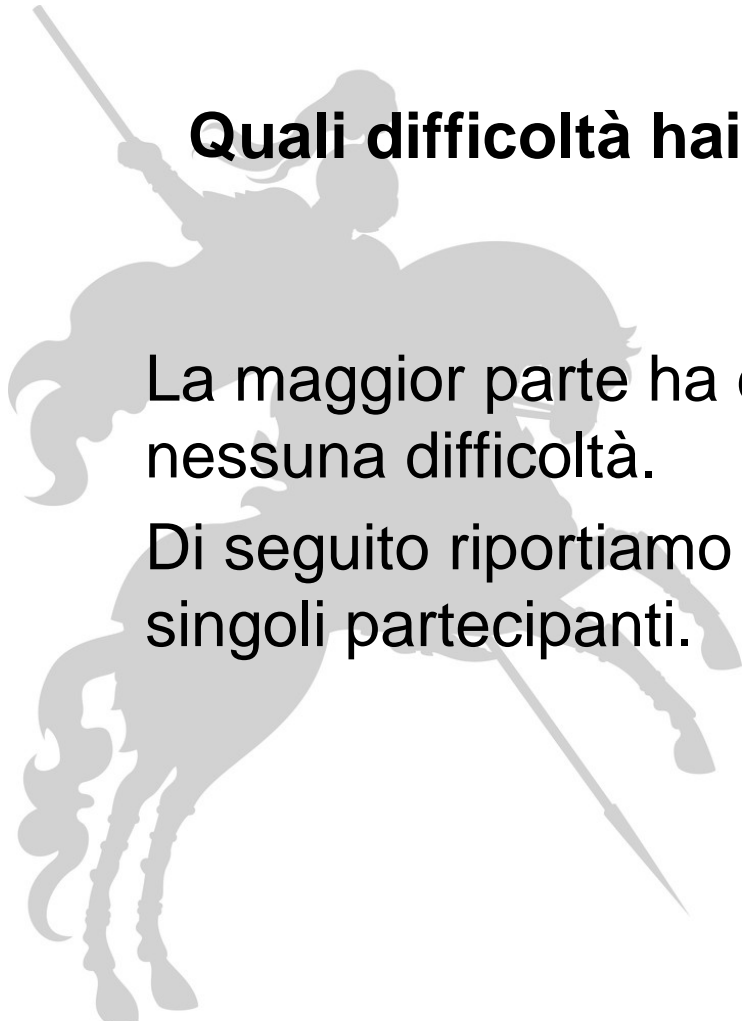 Quali difficoltà hai
La maggior parte ha
nessuna difficoltà.
Di seguito riportiamo
singoli partecipanti.